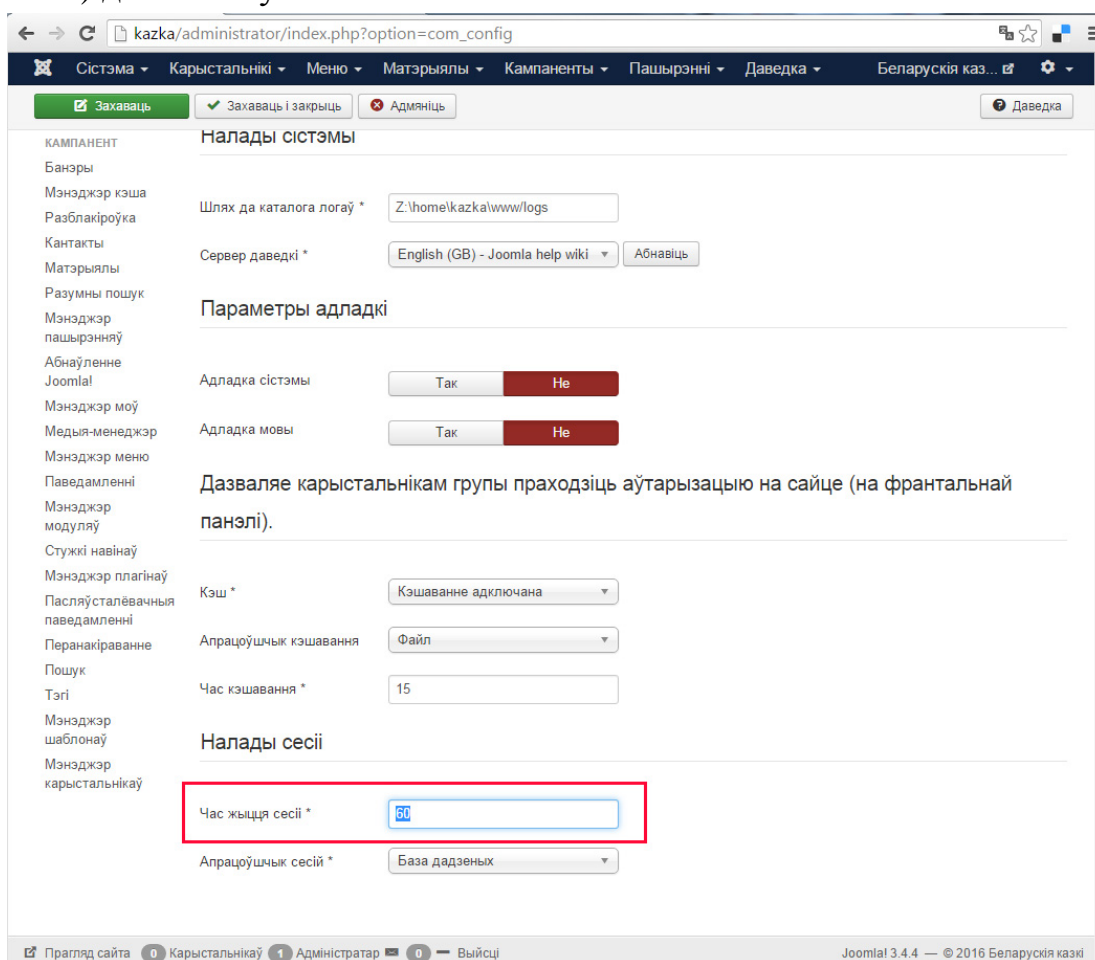 kazka/administrator/index.php?option=com_config
Сістэма Карыстальнікі Меню Матэрыялы Кампаненты Пашырэнні Даведка Беларускія каз...
Захаваць Захаваць і закрыць Адмяніць Даведка
КАМПАНЕНТ
Банэры
Мэнэджэр кэша
Разблакіроўка
Кантакты
Матэрыялы
Разумны пошук
Мэнэджэр
пашырэнняў
Абнаўленне
Joomla!
Мэнэджэр моў
Медыя-менеджэр
Мэнэджэр меню
Паведамленні
Мэнэджэр
модуляў
Стужкі навінаў
Мэнэджэр плагінаў
Пасляўсталёвачныя
паведамленні
Перанакіраванне
Пошук
Тэгі
Мэнэджэр
шаблонаў
Мэнэджэр
карыстальнікаў
Налады сістэмы
Шлях да каталога логаў * Z:\home\kazka\www/logs
Сервер даведкі * English (GB) - Joomla help wiki Абнавіць
Параметры адладкі
Адладка сістэмы Так Не
Адладка мовы Так Не
Дазваляе карыстальнікам групы праходзіць аўтарызацыю на сайце (на франтальнай
панэлі).
Кэш * Кэшаванне адключана
Апрацоўшчык кэшавання Файл
Час кэшавання * 15
Налады сесіі
Час жыцця сесіі * 60
Апрацоўшчык сесій * База дадзеных
Прагляд сайта 0 Карыстальнікаў 1 Адміністратар 0 Выйсці Joomla! 3.4.4 — © 2016 Беларускія казкі